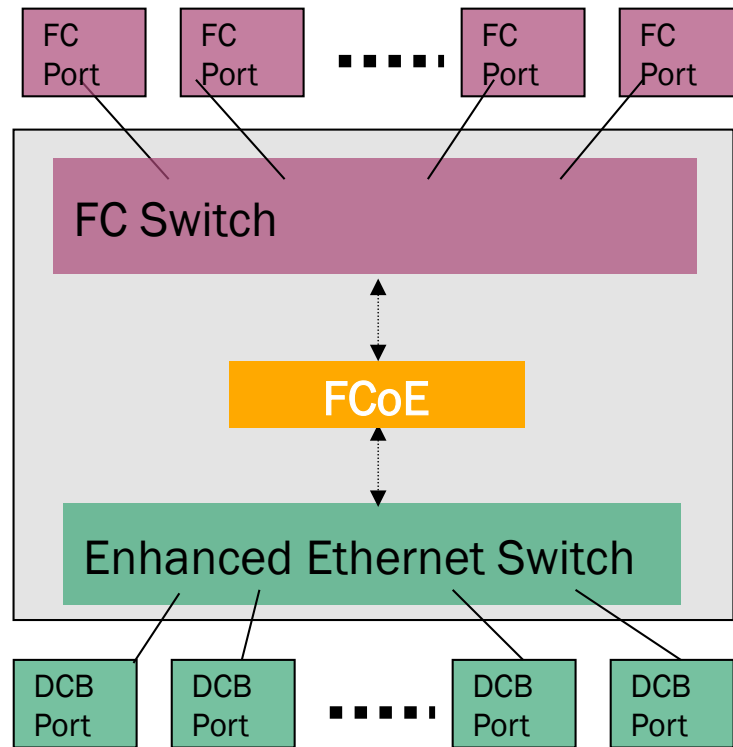 FC
Port
FC
Port
FC
Port
FC
Port
FC Switch
FCoE
Enhanced Ethernet Switch
DCB
Port
DCB
Port
DCB
Port
DCB
Port